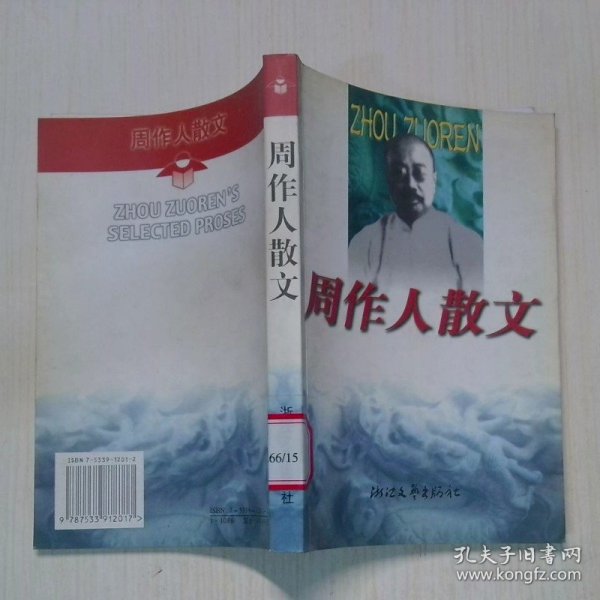 周作人散文
ZHOU ZUOREN'S
SELECTED PROSES
ISBN 7-5339-1201-2
9 787533 912017 >
周作人散文
浙
66/15
社
ZHOU ZUOREN
周作人散文
浙江文艺出版社
孔夫子旧书网
www.kongfz.com